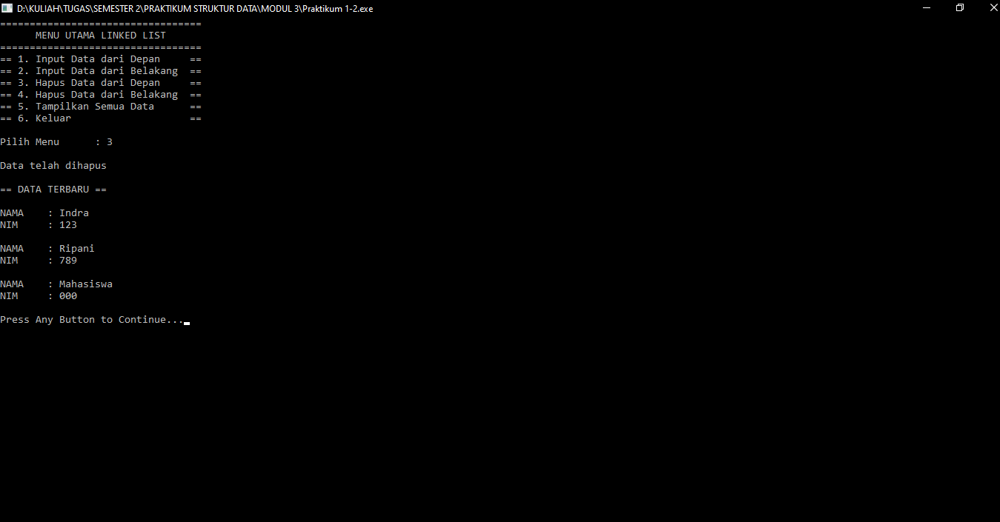 D:\KULIAH\TUGAS\SEMESTER 2\PRAKTIKUM STRUKTUR DATA\MODUL 3\Praktikum 1-2.exe
==================================
MENU UTAMA LINKED LIST
==================================
== 1. Input Data dari Depan ==
== 2. Input Data dari Belakang ==
== 3. Hapus Data dari Depan ==
== 4. Hapus Data dari Belakang ==
== 5. Tampilkan Semua Data ==
== 6. Keluar ==
Pilih Menu : 3
Data telah dihapus
== DATA TERBARU ==
NAMA : Indra
NIM : 123
NAMA : Ripani
NIM : 789
NAMA : Mahasiswa
NIM : 000
Press Any Button to Continue...